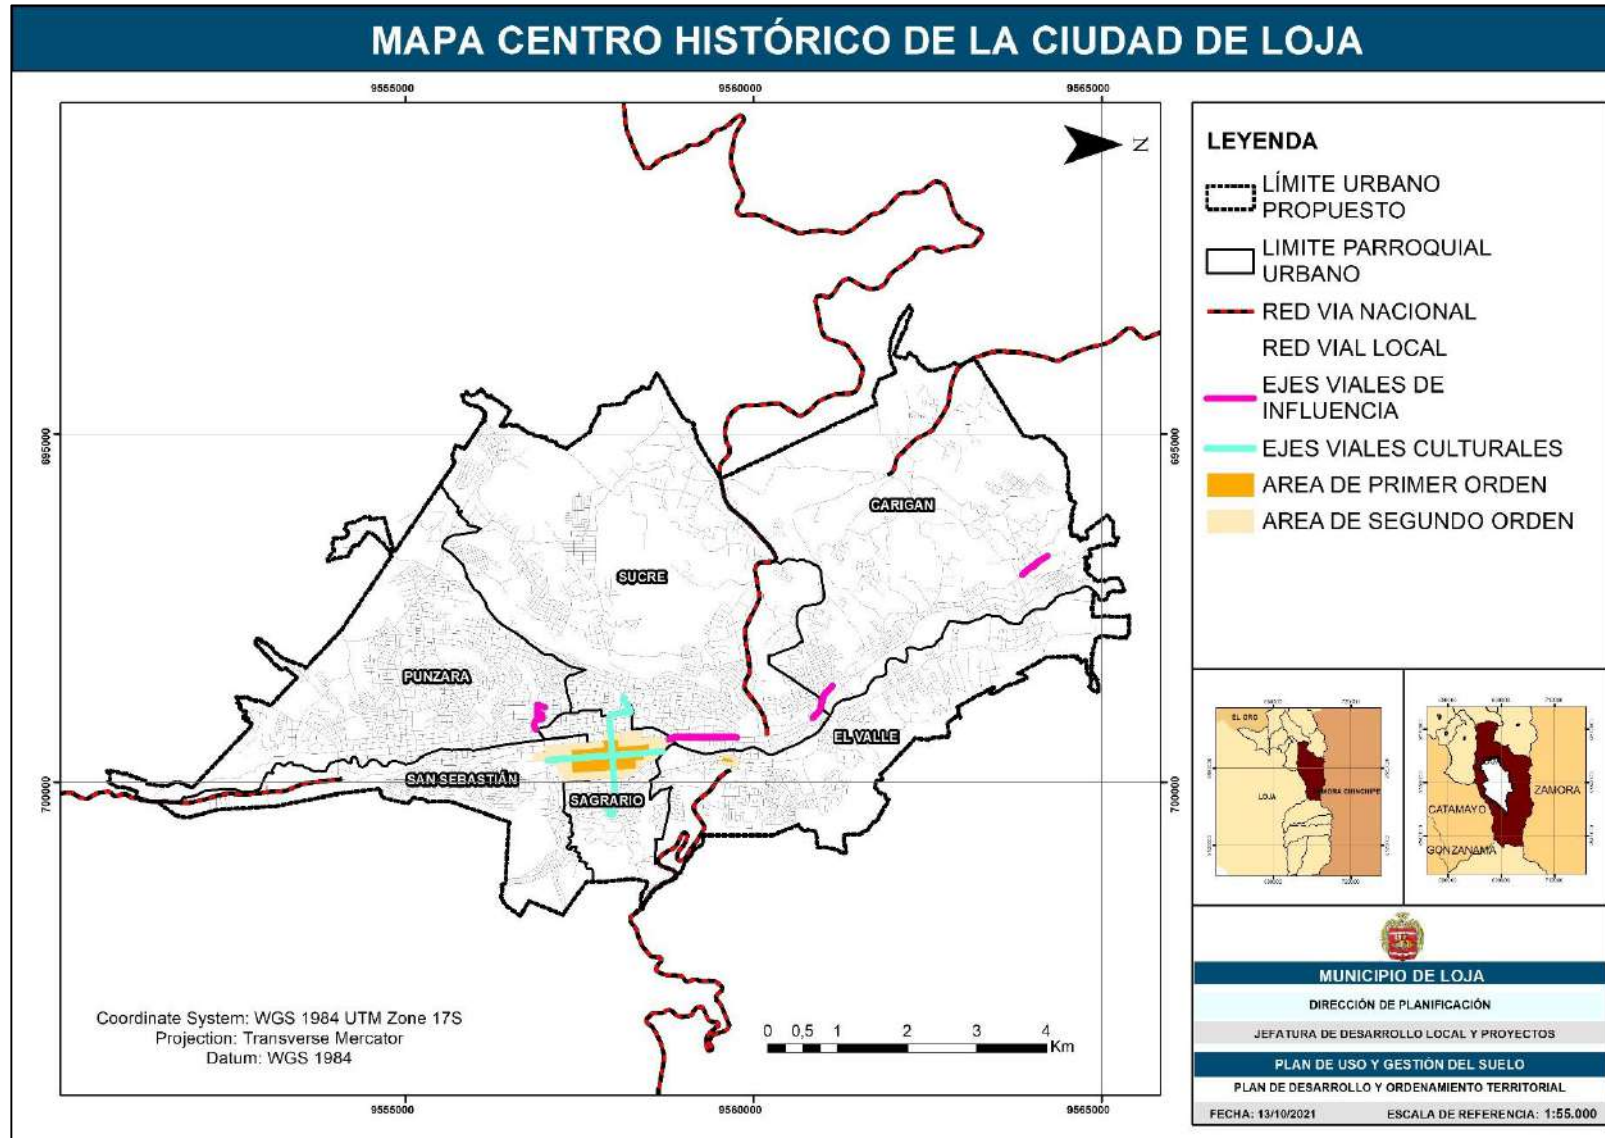 MAPA CENTRO HISTÓRICO DE LA CIUDAD DE LOJA
9555000
9560000
9565000
N
695000
695000
CARIGAN
SUCRE
PUNZARA
EL VALLE
SAN SEBASTIÁN
SAGRARIO
700000
700000
Coordinate System: WGS 1984 UTM Zone 17S
Projection: Transverse Mercator
Datum: WGS 1984
0 0,5 1 2 3 4
Km
9555000
9560000
9565000
LEYENDA
LÍMITE URBANO
PROPUESTO
LIMITE PARROQUIAL
URBANO
RED VIA NACIONAL
RED VIAL LOCAL
EJES VIALES DE
INFLUENCIA
EJES VIALES CULTURALES
AREA DE PRIMER ORDEN
AREA DE SEGUNDO ORDEN
EL ORO
LOJA
CATAMAYO
ZAMORA
GONZANAMA
MUNICIPIO DE LOJA
DIRECCIÓN DE PLANIFICACIÓN
JEFATURA DE DESARROLLO LOCAL Y PROYECTOS
PLAN DE USO Y GESTIÓN DEL SUELO
PLAN DE DESARROLLO Y ORDENAMIENTO TERRITORIAL
FECHA: 13/10/2021
ESCALA DE REFERENCIA: 1:55.000